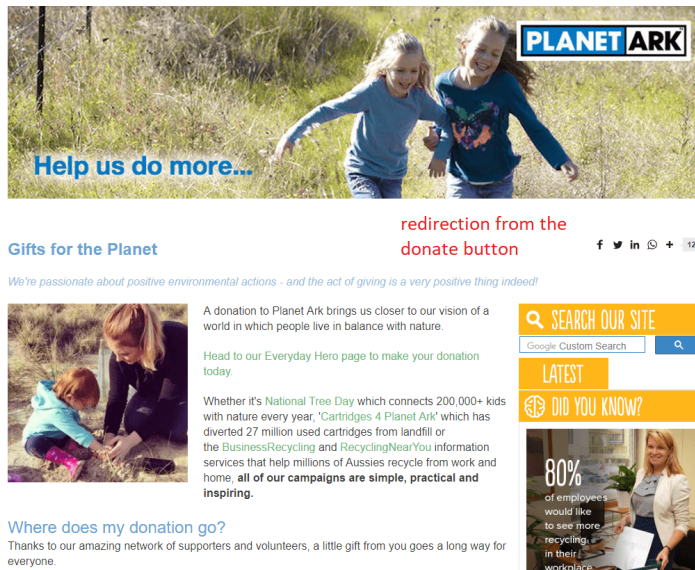 PLANET ARK
Help us do more...
redirection from the
donate button
Gifts for the Planet
12
We're passionate about positive environmental actions - and the act of giving is a very positive thing indeed!
A donation to Planet Ark brings us closer to our vision of a
world in which people live in balance with nature.
Head to our Everyday Hero page to make your donation
today.
Whether it's National Tree Day which connects 200,000+ kids
with nature every year, 'Cartridges 4 Planet Ark' which has
diverted 27 million used cartridges from landfill or
the BusinessRecycling and RecyclingNearYou information
services that help millions of Aussies recycle from work and
home, all of our campaigns are simple, practical and
inspiring.
Where does my donation go?
Thanks to our amazing network of supporters and volunteers, a little gift from you goes a long way for
everyone.
SEARCH OUR SITE
Google Custom Search
LATEST
DID YOU KNOW?
80%
of employees
would like
to see more
recycling
in their
workplace